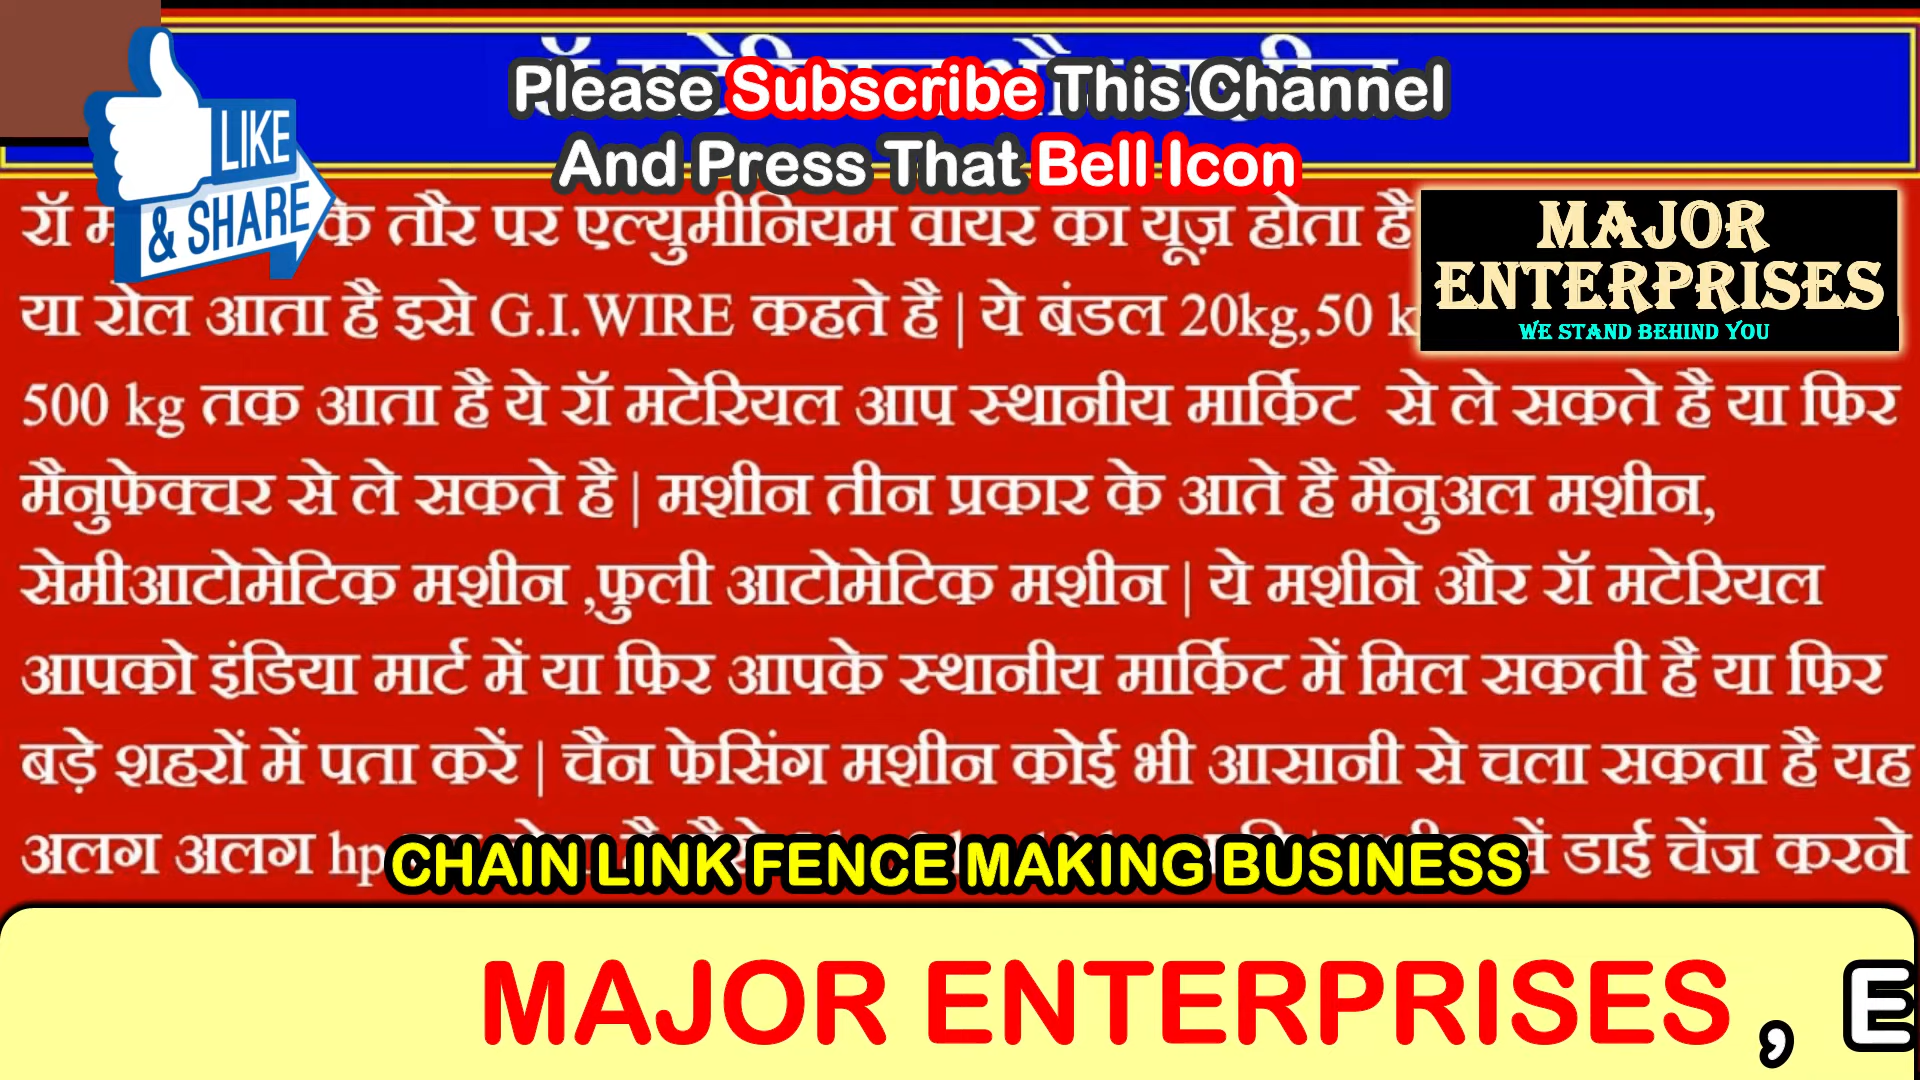 Please Subscribe This Channel
And Press That Bell Icon
LIKE
& SHARE
MAJOR
ENTERPRISES
WE STAND BEHIND YOU
रॉ के तौर पर एल्युमीनियम वायर का यूज़ होता है
या रोल आता है इसे G.I.WIRE कहते है | ये बंडल 20kg,50 k
500 kg तक आता है ये रॉ मटेरियल आप स्थानीय मार्किट से ले सकते है या फिर
मैनुफेक्चर से ले सकते है | मशीन तीन प्रकार के आते है मैनुअल मशीन,
सेमीआटोमेटिक मशीन ,फुली आटोमेटिक मशीन | ये मशीने और रॉ मटेरियल
आपको इंडिया मार्ट में या फिर आपके स्थानीय मार्किट में मिल सकती है या फिर
बड़े शहरों में पता करें | चैन फेसिंग मशीन कोई भी आसानी से चला सकता है यह
अलग अलग hp में डाई चेंज करने
CHAIN LINK FENCE MAKING BUSINESS
MAJOR ENTERPRISES , E